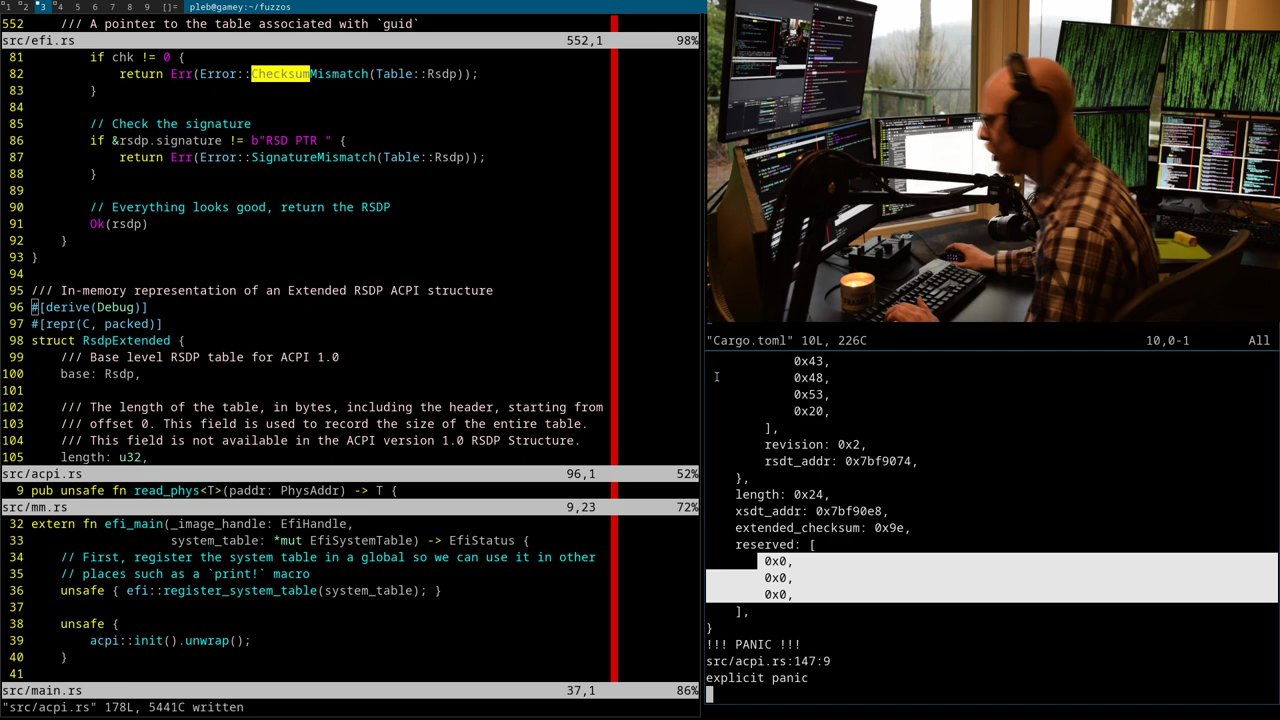 1 2 3 4 5 6 7 8 9 []= pleb@gamey:~/fuzzos
552 /// A pointer to the table associated with `guid`
src/efi.rs 552,1 98%
81 if chk != 0 {
82 return Err(Error::ChecksumMismatch(Table::Rsdp));
83 }
84
85 // Check the signature
86 if &rsdp.signature != b"RSD PTR " {
87 return Err(Error::SignatureMismatch(Table::Rsdp));
88 }
89
90 // Everything looks good, return the RSDP
91 Ok(rsdp)
92 }
93 }
94
95 /// In-memory representation of an Extended RSDP ACPI structure
96 #[derive(Debug)]
97 #[repr(C, packed)]
98 struct RsdpExtended {
99 /// Base level RSDP table for ACPI 1.0
100 base: Rsdp,
101
102 /// The length of the table, in bytes, including the header, starting from
103 /// offset 0. This field is used to record the size of the entire table.
104 /// This field is not available in the ACPI version 1.0 RSDP Structure.
105 length: u32,
src/acpi.rs 96,1 52%
9 pub unsafe fn read_phys<T>(paddr: PhysAddr) -> T {
src/mm.rs 9,23 72%
32 extern fn efi_main(_image_handle: EfiHandle,
33 system_table: *mut EfiSystemTable) -> EfiStatus {
34 // First, register the system table in a global so we can use it in other
35 // places such as a `print!` macro
36 unsafe { efi::register_system_table(system_table); }
37
38 unsafe {
39 acpi::init().unwrap();
40 }
41
src/main.rs 37,1 86%
"src/acpi.rs" 178L, 5441C written
~
"Cargo.toml" 10L, 226C 10,0-1 All
0x43,
0x48,
0x53,
0x20,
],
revision: 0x2,
rsdt_addr: 0x7bf9074,
},
length: 0x24,
xsdt_addr: 0x7bf90e8,
extended_checksum: 0x9e,
reserved: [
0x0,
0x0,
0x0,
],
}
!!! PANIC !!!
src/acpi.rs:147:9
explicit panic